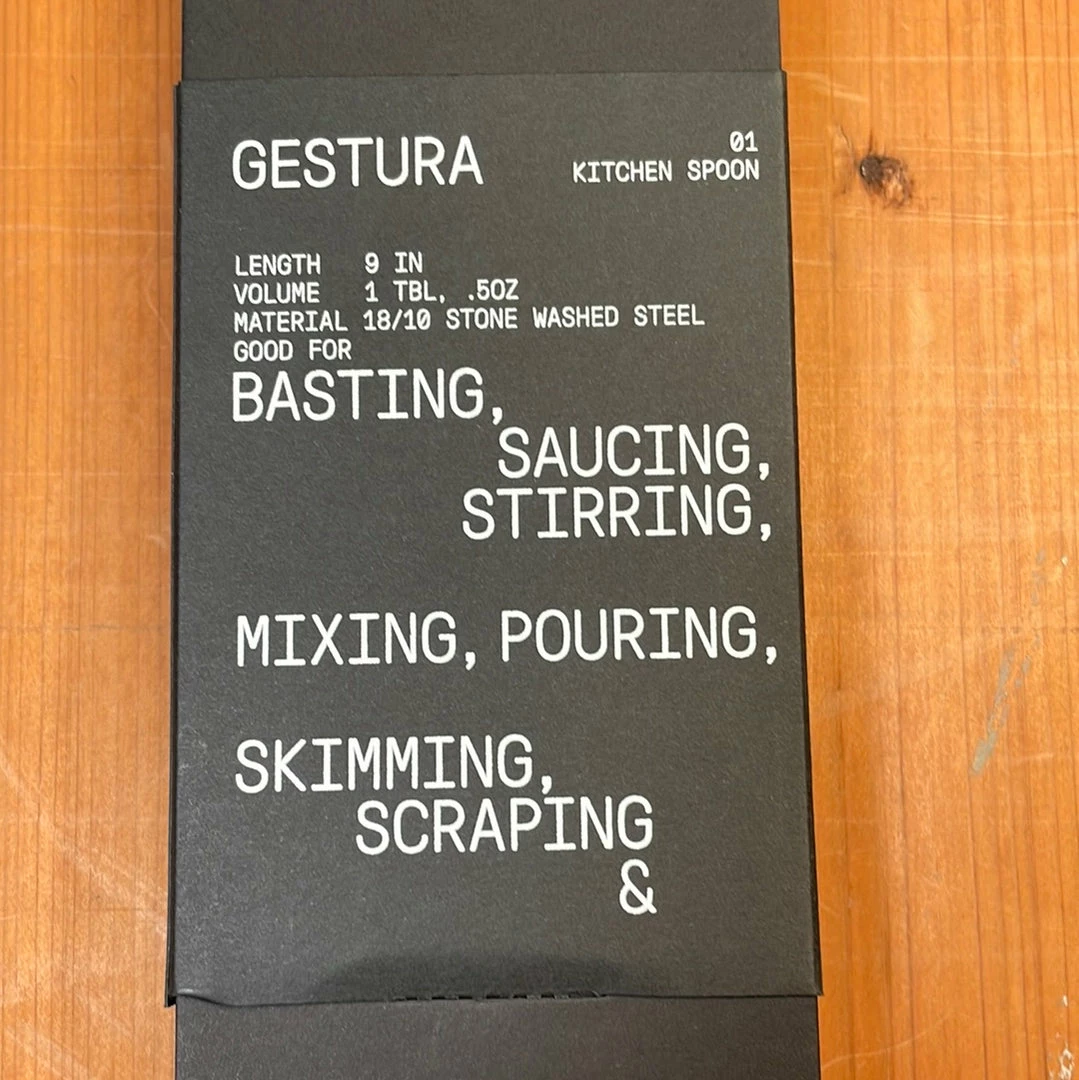 GESTURA
01
KITCHEN SPOON
LENGTH 9 IN
VOLUME 1 TBL, .5OZ
MATERIAL 18/10 STONE WASHED STEEL
GOOD FOR
BASTING,
SAUCING,
STIRRING,
MIXING, POURING,
SKIMMING,
SCRAPING
&